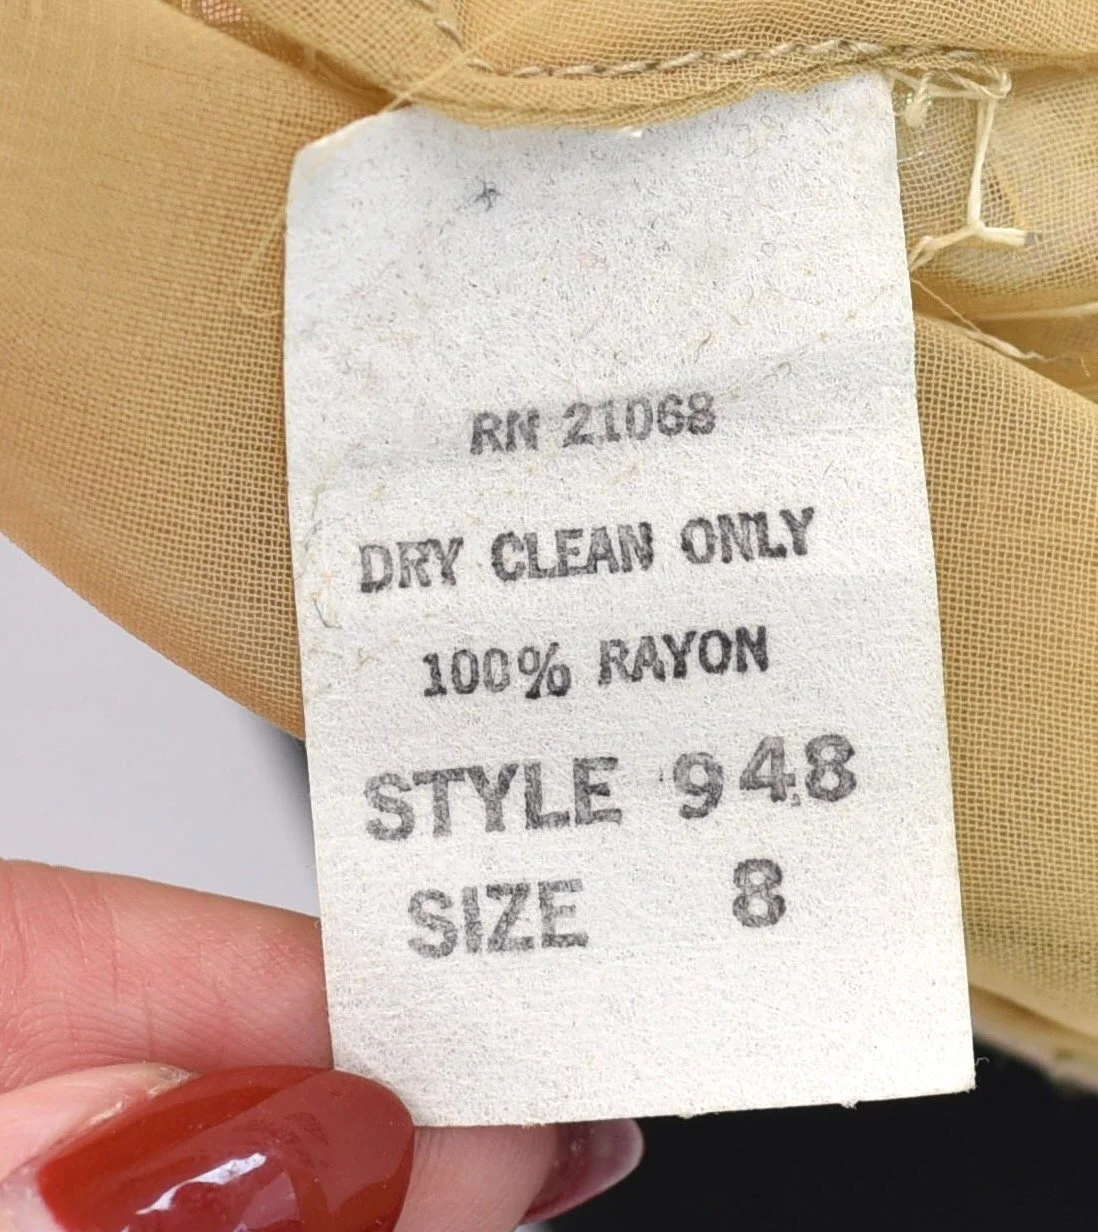 RN 21068
DRY CLEAN ONLY
100% RAYON
STYLE 948
SIZE 8